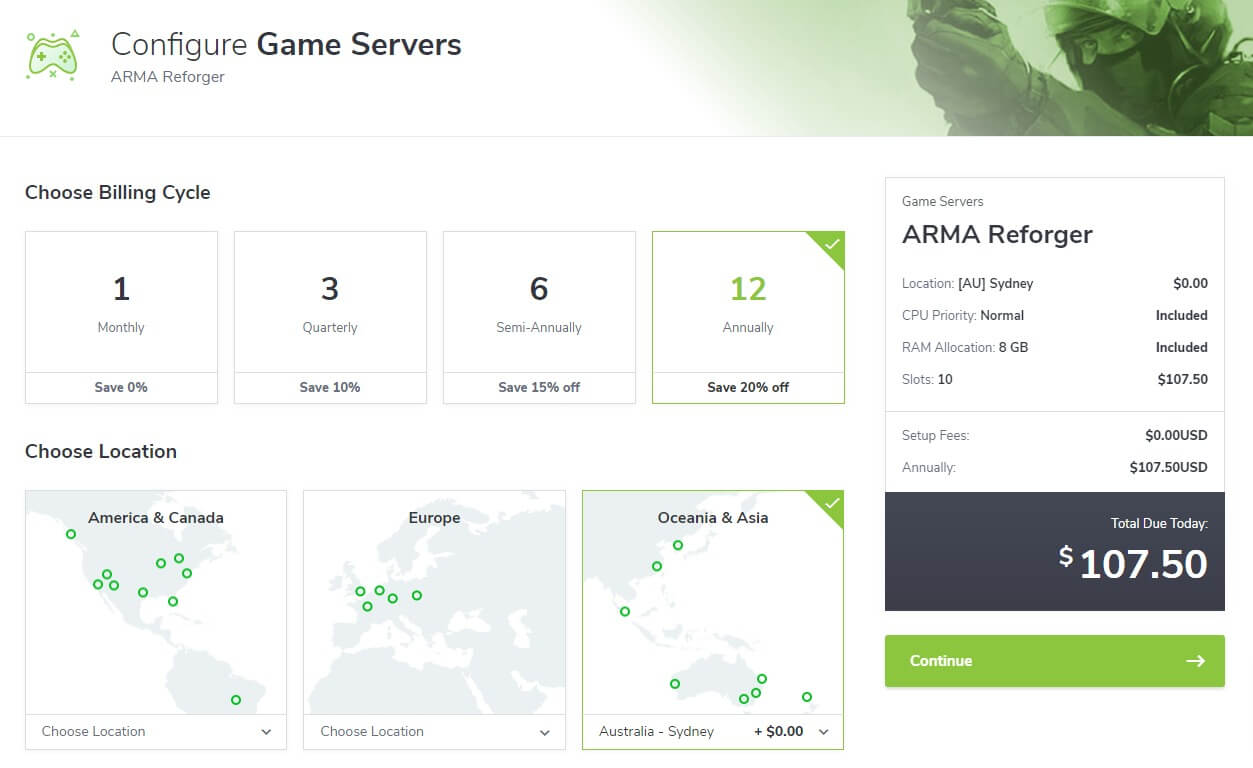 Configure Game Servers
ARMA Reforger
Choose Billing Cycle
1
Monthly
Save 0%
3
Quarterly
Save 10%
6
Semi-Annually
Save 15% off
12
Annually
Save 20% off
Choose Location
America & Canada
Choose Location
Europe
Choose Location
Oceania & Asia
Australia - Sydney + $0.00
Game Servers
ARMA Reforger
Location: [AU] Sydney $0.00
CPU Priority: Normal Included
RAM Allocation: 8 GB Included
Slots: 10 $107.50
Setup Fees: $0.00USD
Annually: $107.50USD
Total Due Today:
$107.50
Continue